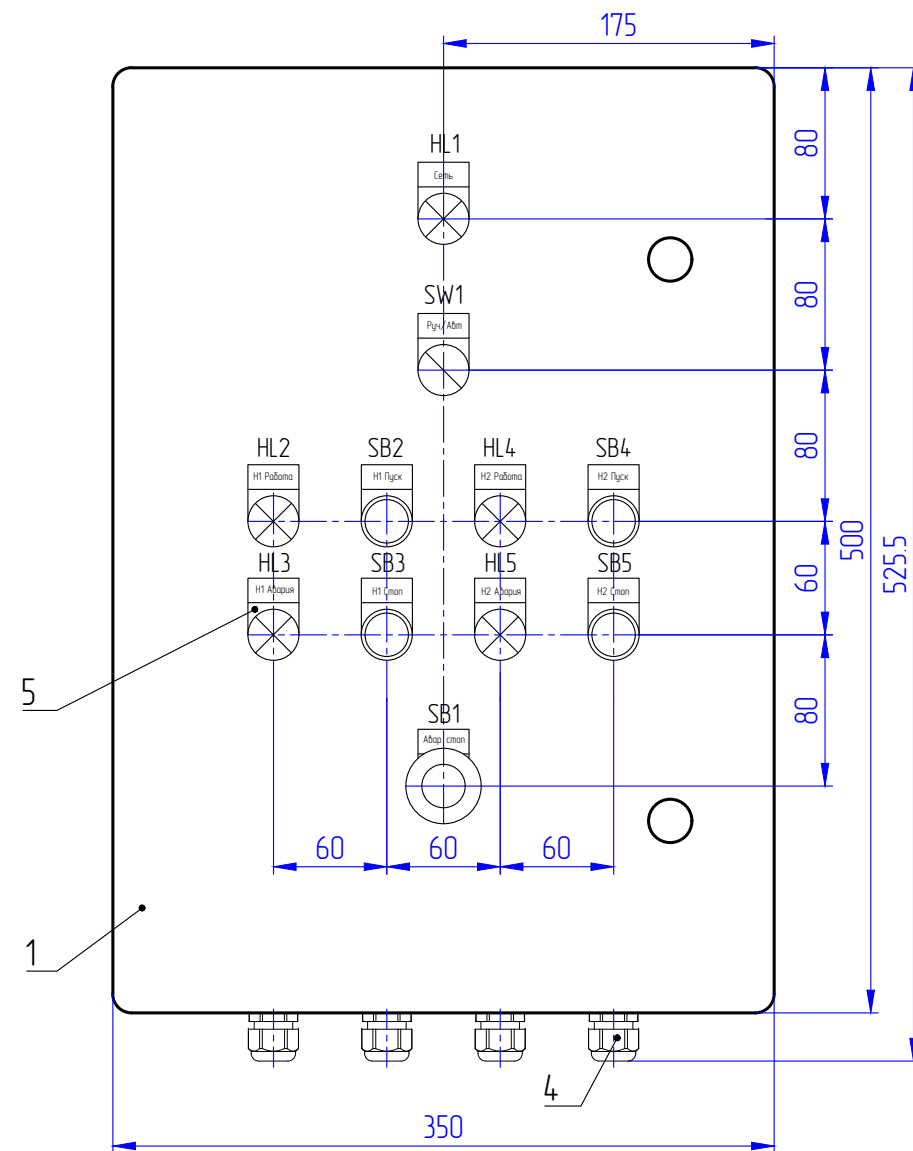 175
HL1
Сеть
80
SW1
Руч/Авт
80
80
HL2 SB2 HL4 SB4
Н1 Работа Н1 Пуск Н2 Работа Н2 Пуск
500
525.5
60
HL3 SB3 HL5 SB5
Н1 Авария Н1 Стоп Н2 Авария Н2 Стоп
5
80
SB1
Авар. стоп
60 60 60
1
4
350